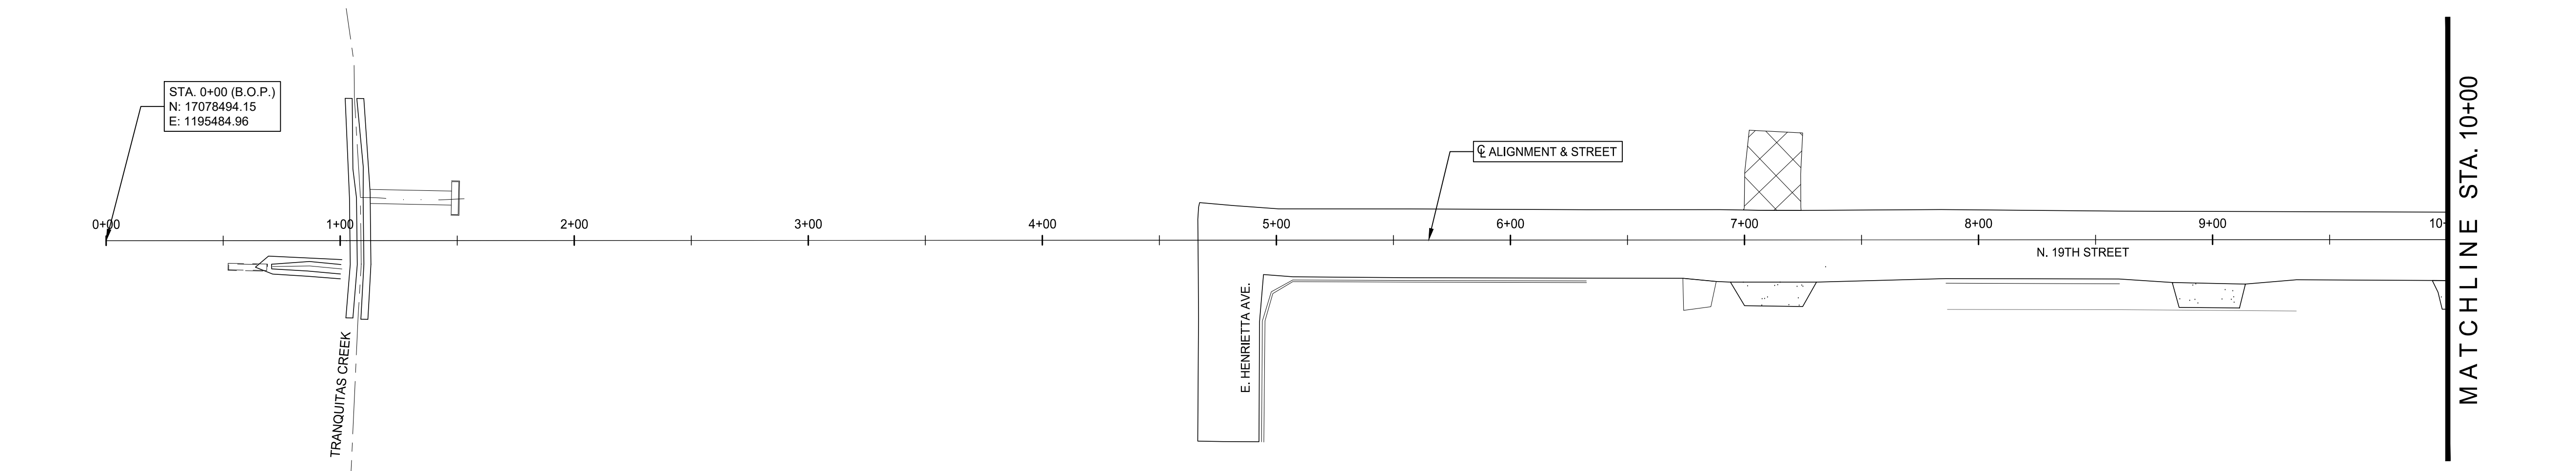 STA. 0+00 (B.O.P.)
N: 17078494.15
E: 1195484.96
℄ ALIGNMENT & STREET
0+00
1+00
2+00
3+00
4+00
5+00
6+00
7+00
8+00
9+00
10+
N. 19TH STREET
E. HENRIETTA AVE.
TRANQUITAS CREEK
MATCHLINE STA. 10+00